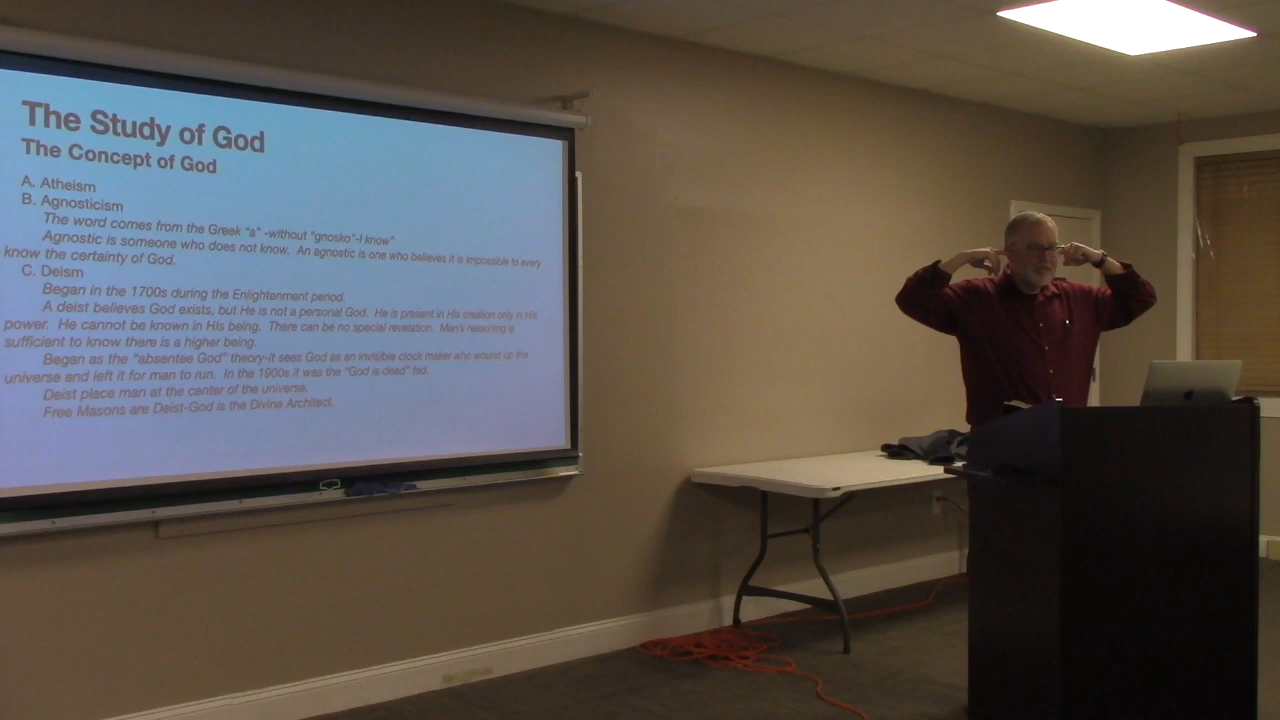 The Study of God
The Concept of God
A. Atheism
B. Agnosticism
The word comes from the Greek "a" -without "gnosko"-I know"
Agnostic is someone who does not know. An agnostic is one who believes it is impossible to every
know the certainty of God.
C. Deism
Began in the 1700s during the Enlightenment period.
A deist believes God exists, but He is not a personal God. He is present in His creation only in His
power. He cannot be known in His being. There can be no special revelation. Man's reasoning is
sufficient to know there is a higher being.
Began as the "absentee God" theory-it sees God as an invisible clock maker who wound up the
universe and left it for man to run. In the 1900s it was the "God is dead" fad.
Deist place man at the center of the universe.
Free Masons are Deist-God is the Divine Architect.